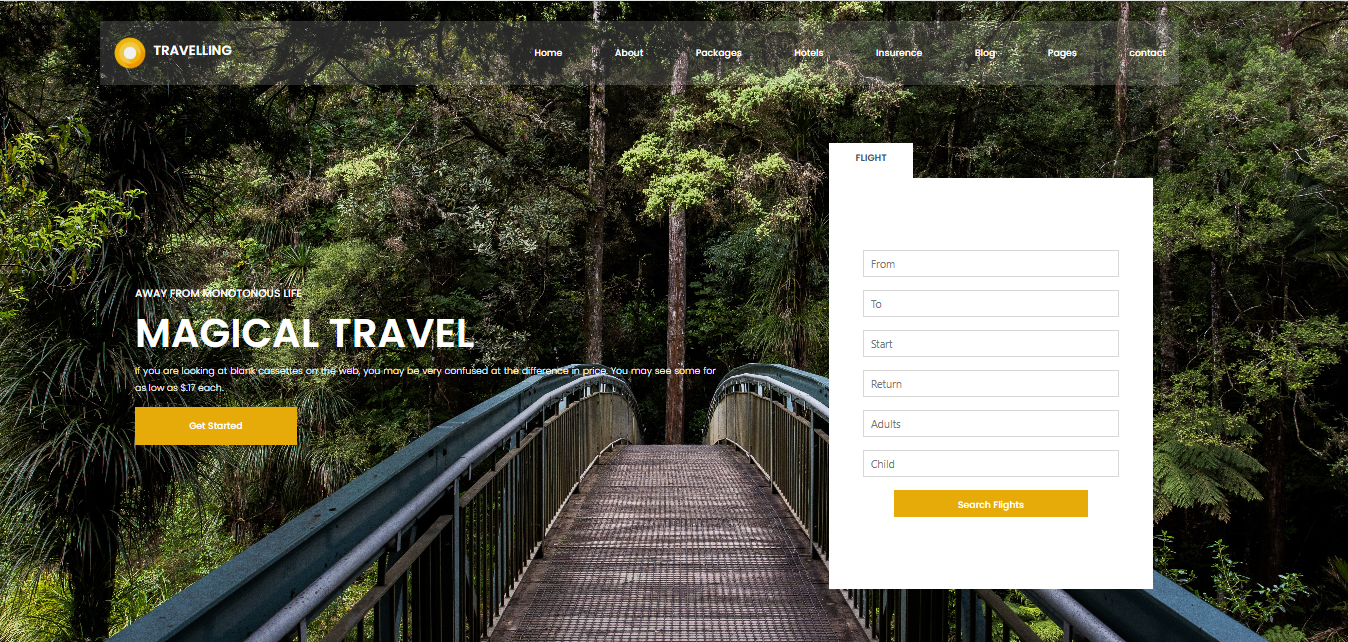 TRAVELLING
Home About Packages Hotels Insurence Blog Pages contact
FLIGHT
AWAY FROM MONOTONOUS LIFE
MAGICAL TRAVEL
If you are looking at blank cassettes on the web, you may be very confused at the difference in price. You may see some for
as low as $.17 each.
Get Started
From
To
Start
Return
Adults
Child
Search Flights